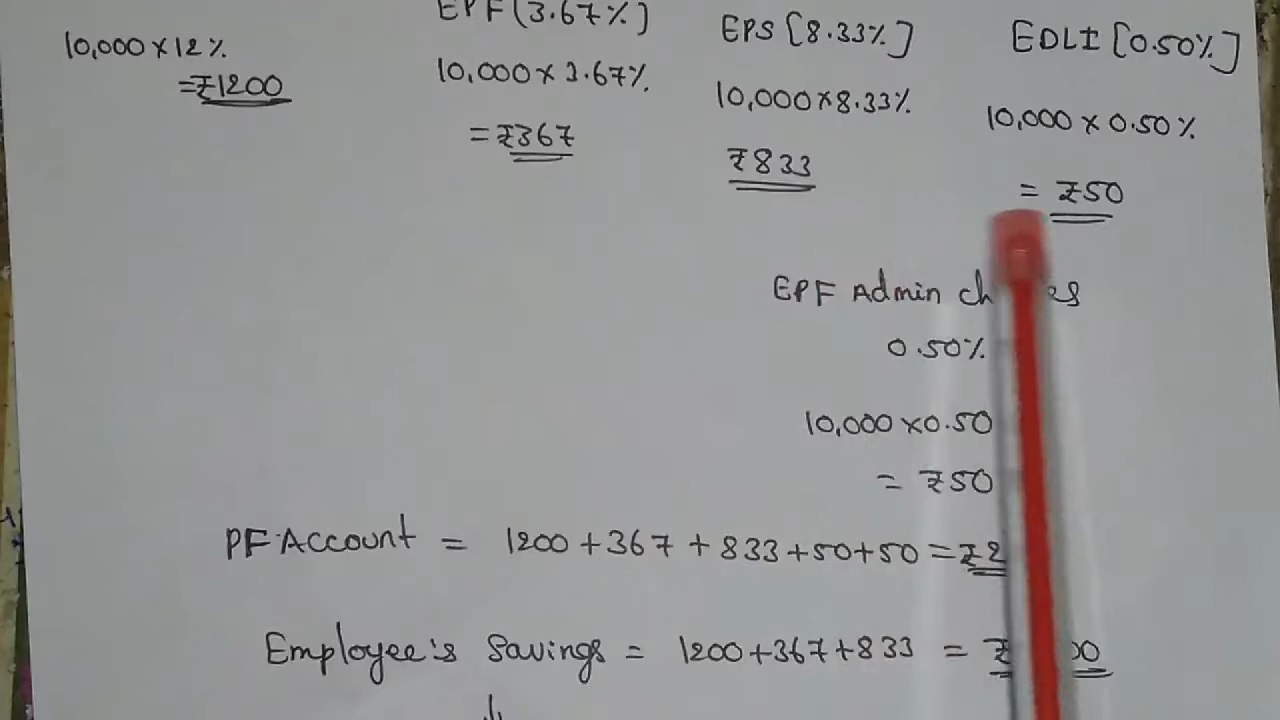 EPF (3.67%]
EPS [8.33%]
EDLI [0.50%]
10,000 x 12%
= ₹1200
10,000 x 3.67%
= ₹367
10,000 x 8.33%
₹833
10,000 x 0.50%
= ₹50
EPF Admin
0.50%
10,000 x 0.50
= ₹50
PF Account = 1200 + 367 + 833 + 50 + 50 = ₹2
Employee's Savings = 1200 + 367 + 833 = ₹ 00